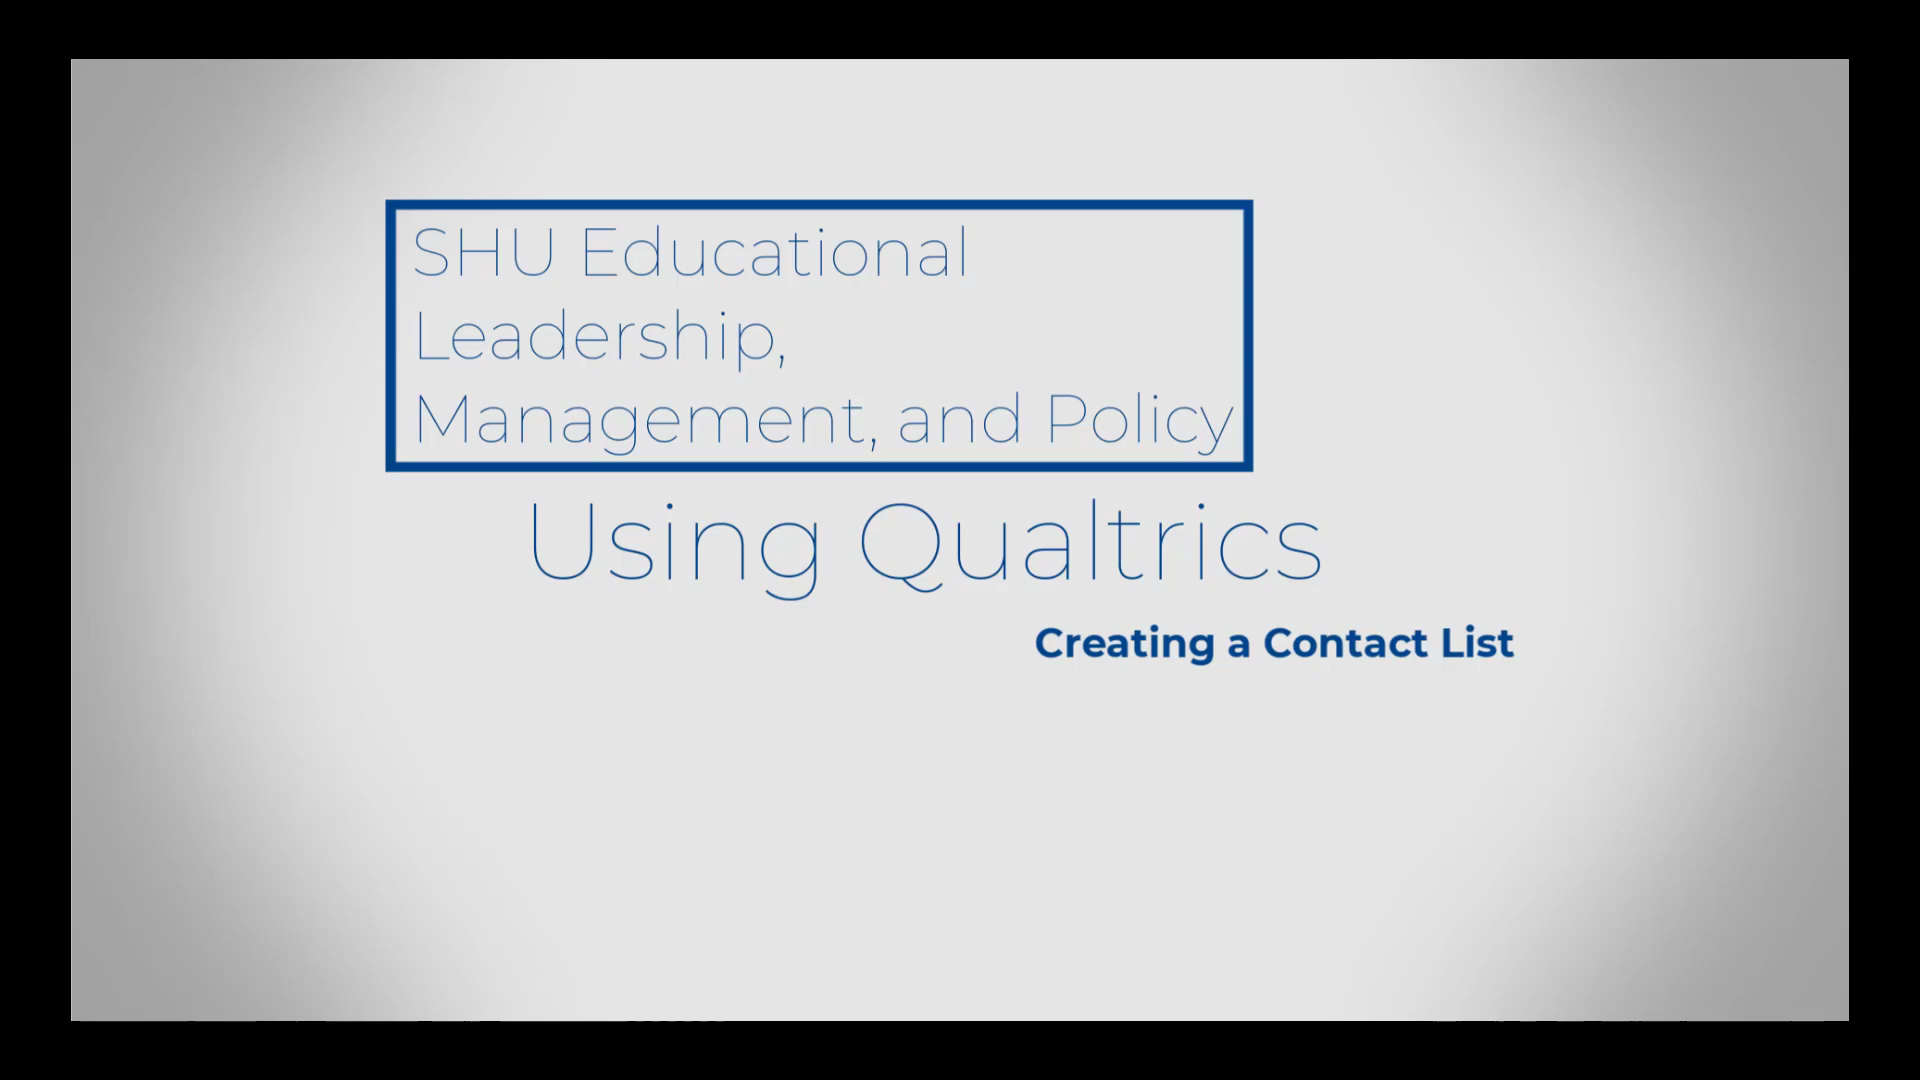 SHU Educational
Leadership,
Management, and Policy
Using Qualtrics
Creating a Contact List